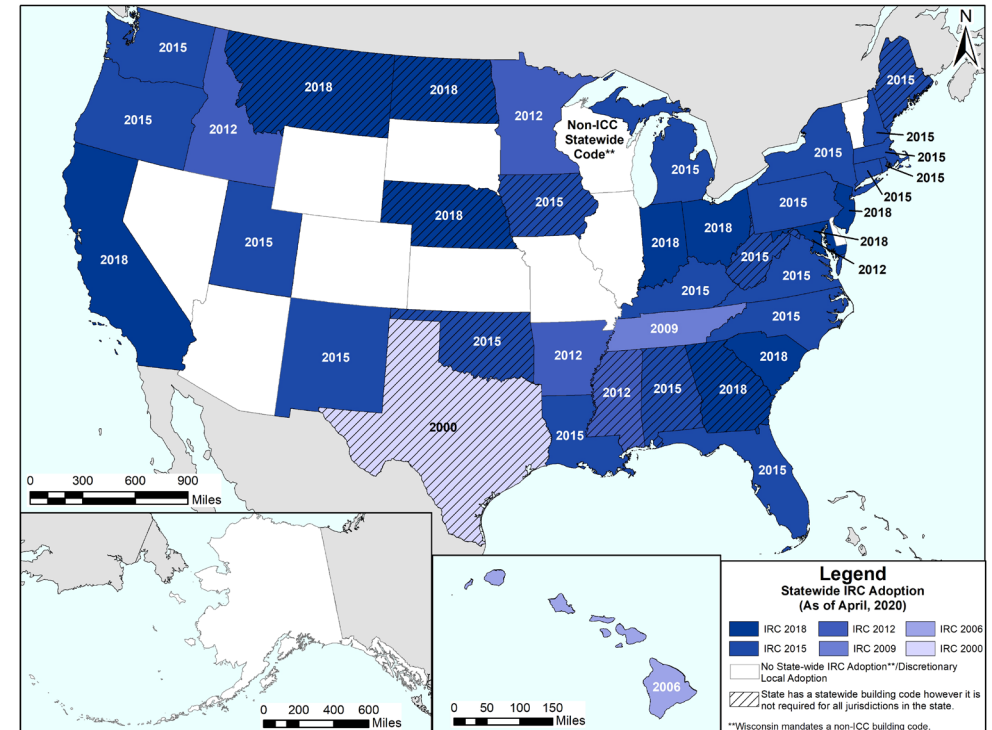 N
2015
2018
2018
2012
2015
2015
2012
Non-ICC
Statewide
Code**
2015
2015
2015
2015
2015
2015
2018
2018
2012
2018
2015
2015
2018
2018
2018
2015
2015
2015
2015
2015
2009
2015
2015
2015
2012
2018
2012
2015
2018
2000
2015
2015
0 300 600 900
Miles
0 200 400 600
Miles
2006
0 50 100 150
Miles
Legend
Statewide IRC Adoption
(As of April, 2020)
IRC 2018 IRC 2012 IRC 2006
IRC 2015 IRC 2009 IRC 2000
No State-wide IRC Adoption**/Discretionary
Local Adoption
State has a statewide building code however it is
not required for all jurisdictions in the state.
**Wisconsin mandates a non-ICC building code.